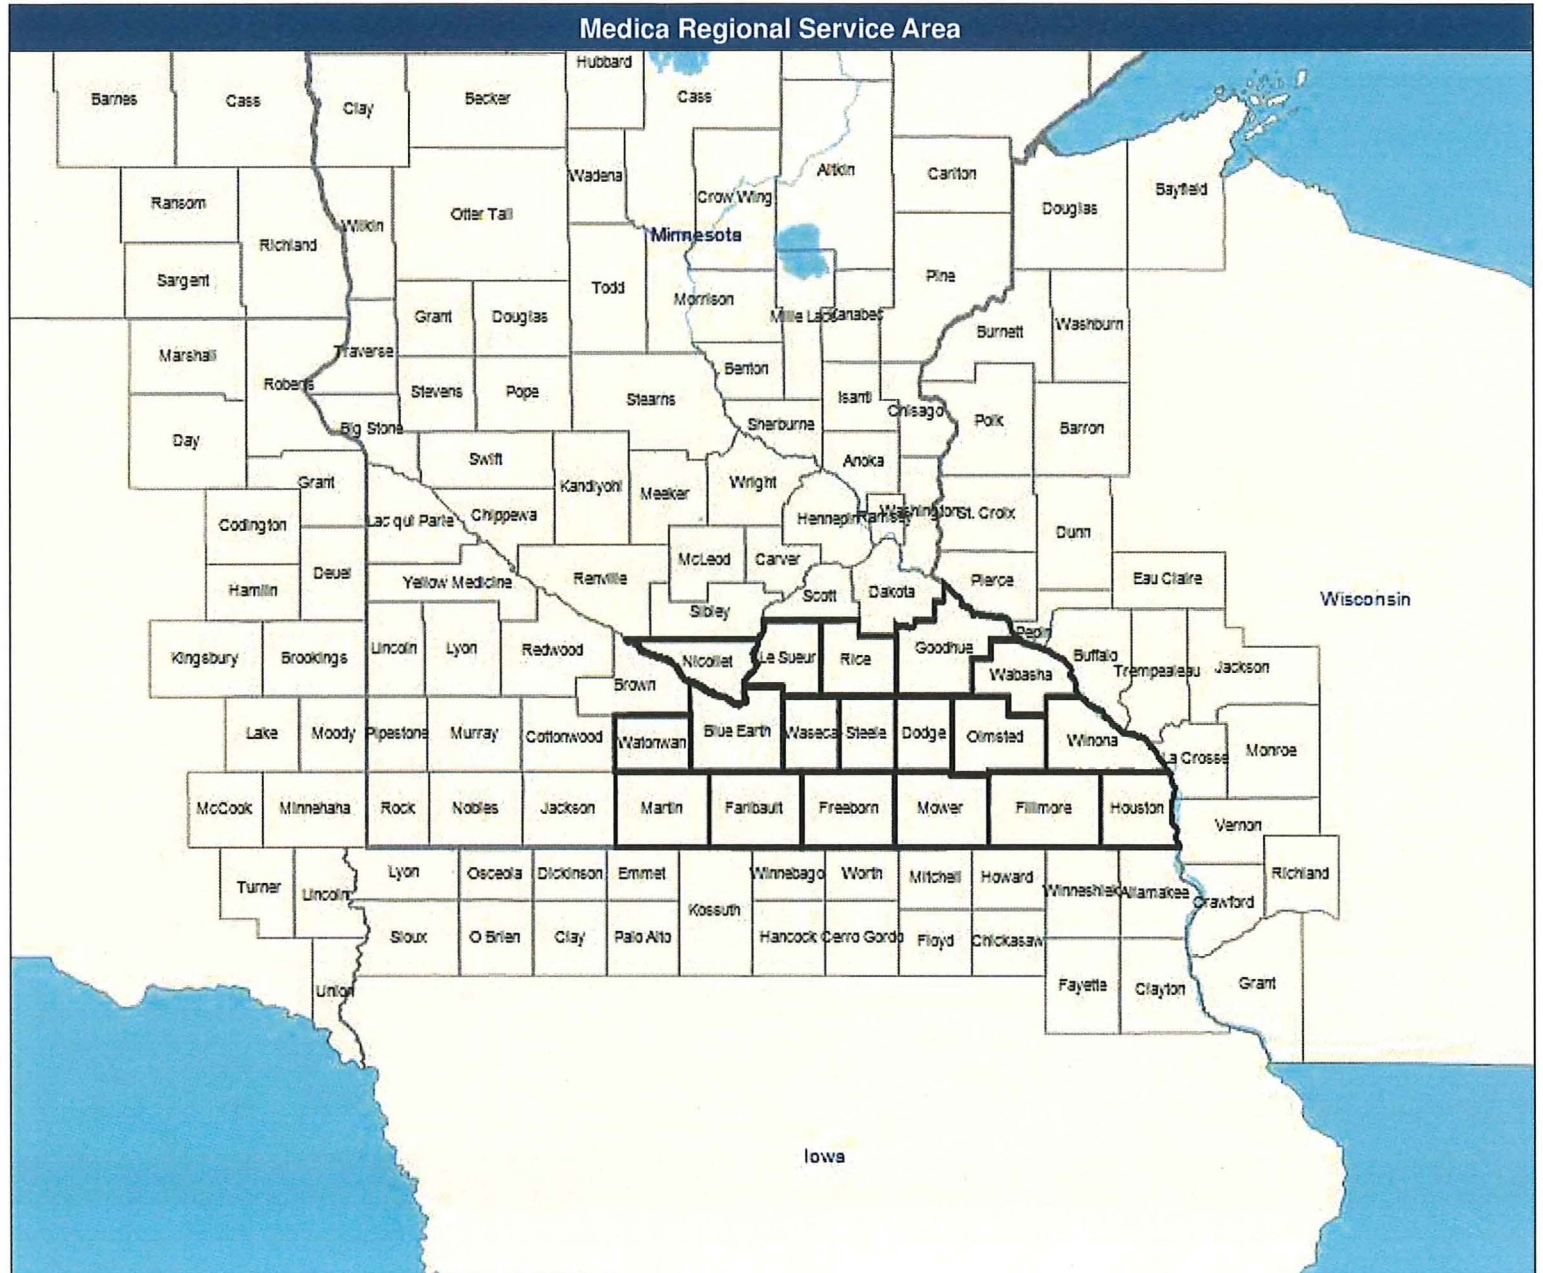 Medica Regional Service Area
Hubbard
Barnes
Cass
Clay
Becker
Cass
Aitkin
Carlton
Wadena
Crow Wing
Bayfield
Ransom
Otter Tail
Douglas
Wilkin
Minnesota
Richland
Sargent
Todd
Pine
Morrison
Grant
Douglas
Mille Lacs
Kanabec
Burnett
Washburn
Marshall
Traverse
Benton
Roberts
Stevens
Pope
Stearns
Isanti
Chisago
Polk
Barron
Big Stone
Sherburne
Day
Swift
Anoka
Grant
Kandiyohi
Meeker
Wright
Codington
Lac qui Parle
Chippewa
Hennepin
Ramsey
Washington
St. Croix
Dunn
McLeod
Carver
Deuel
Yellow Medicine
Renville
Pierce
Eau Claire
Hamlin
Scott
Dakota
Wisconsin
Sibley
Pepin
Kingsbury
Brookings
Lincoln
Lyon
Redwood
Nicollet
Le Sueur
Rice
Goodhue
Buffalo
Trempealeau
Jackson
Wabasha
Brown
Lake
Moody
Pipestone
Murray
Cottonwood
Watonwan
Blue Earth
Waseca
Steele
Dodge
Olmsted
Winona
La Crosse
Monroe
McCook
Minnehaha
Rock
Nobles
Jackson
Martin
Faribault
Freeborn
Mower
Fillmore
Houston
Vernon
Turner
Lincoln
Lyon
Osceola
Dickinson
Emmet
Winnebago
Worth
Mitchell
Howard
Winneshiek
Allamakee
Crawford
Richland
Kossuth
Sioux
O Brien
Clay
Palo Alto
Hancock
Cerro Gordo
Floyd
Chickasaw
Union
Fayette
Clayton
Grant
Iowa